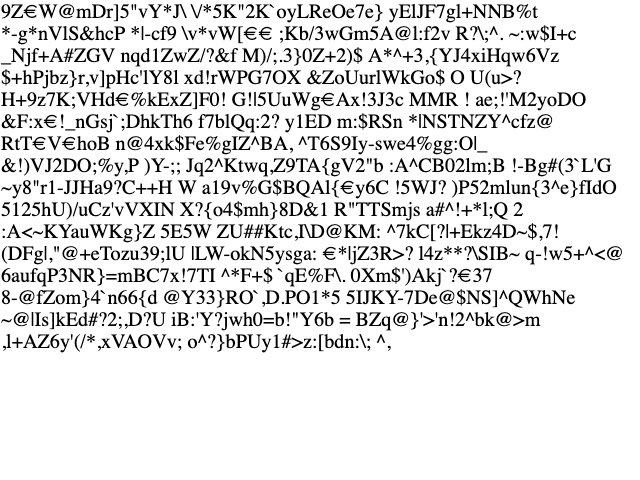 9Z€W@mDr]5"vY*J\ \/*5K"2K`oyLReOe7e} yElJF7gl+NNB%t
*-g*nVlS&hcP *|-cf9 \v*vW[€€ ;Kb/3wGm5A@l:f2v R?\;^. ~:w$I+c
_Njf+A#ZGV nqd1ZwZ/?&f M)/;.3}0Z+2)$ A*^+3,{YJ4xiHqw6Vz
$+hPjbz}r,v]pHc'lY8l xd!rWPG7OX &ZoUurlWkGo$ O U(u>?
H+9z7K;VHd€%kExZ]F0! G!l5UuWg€Ax!3J3c MMR ! ae;!'M2yoDO
&F:x€!_nGsj`;DhkTh6 f7blQq:2? y1ED m:$RSn *|NSTNZY^cfz@
RtT€V€hoB n@4xk$Fe%gIZ^BA, ^T6S9Iy-swe4%gg:O|_
&!)VJ2DO;%y,P )Y-;; Jq2^Ktwq,Z9TA{gV2"b :A^CB02lm;B !-Bg#(3`L'G
~y8"r1-JJHa9?C++H W a19v%G$BQAl{€y6C !5WJ? )P52mlun{3^e}fIdO
5125hU)/uCz'vVXIN X?{o4$mh}8D&1 R"TTSmjs a#^!+*l;Q 2
:A<~KYauWKg}Z 5E5W ZU##Ktc,I\D@KM: ^7kC[?|+Ekz4D~$,7!
(DFg|,"@+eTozu39;lU |LW-okN5ysga: €*|jZ3R>? l4z**?\SIB~ q-!w5+^<@
6aufqP3NR}=mBC7x!7TI ^*F+$ `qE%F\. 0Xm$')Akj`?€37
8-@fZom}4`n66{d @Y33}RO`,D.PO1*5 5IJKY-7De@$NS]^QWhNe
~@|Is]kEd#?2;,D?U iB:'Y?jwh0=b!"Y6b = BZq@}'>'n!2^bk@>m
,l+AZ6y'(/*,xVAOVv; o^?}bPUy1#>z:[bdn:\; ^,